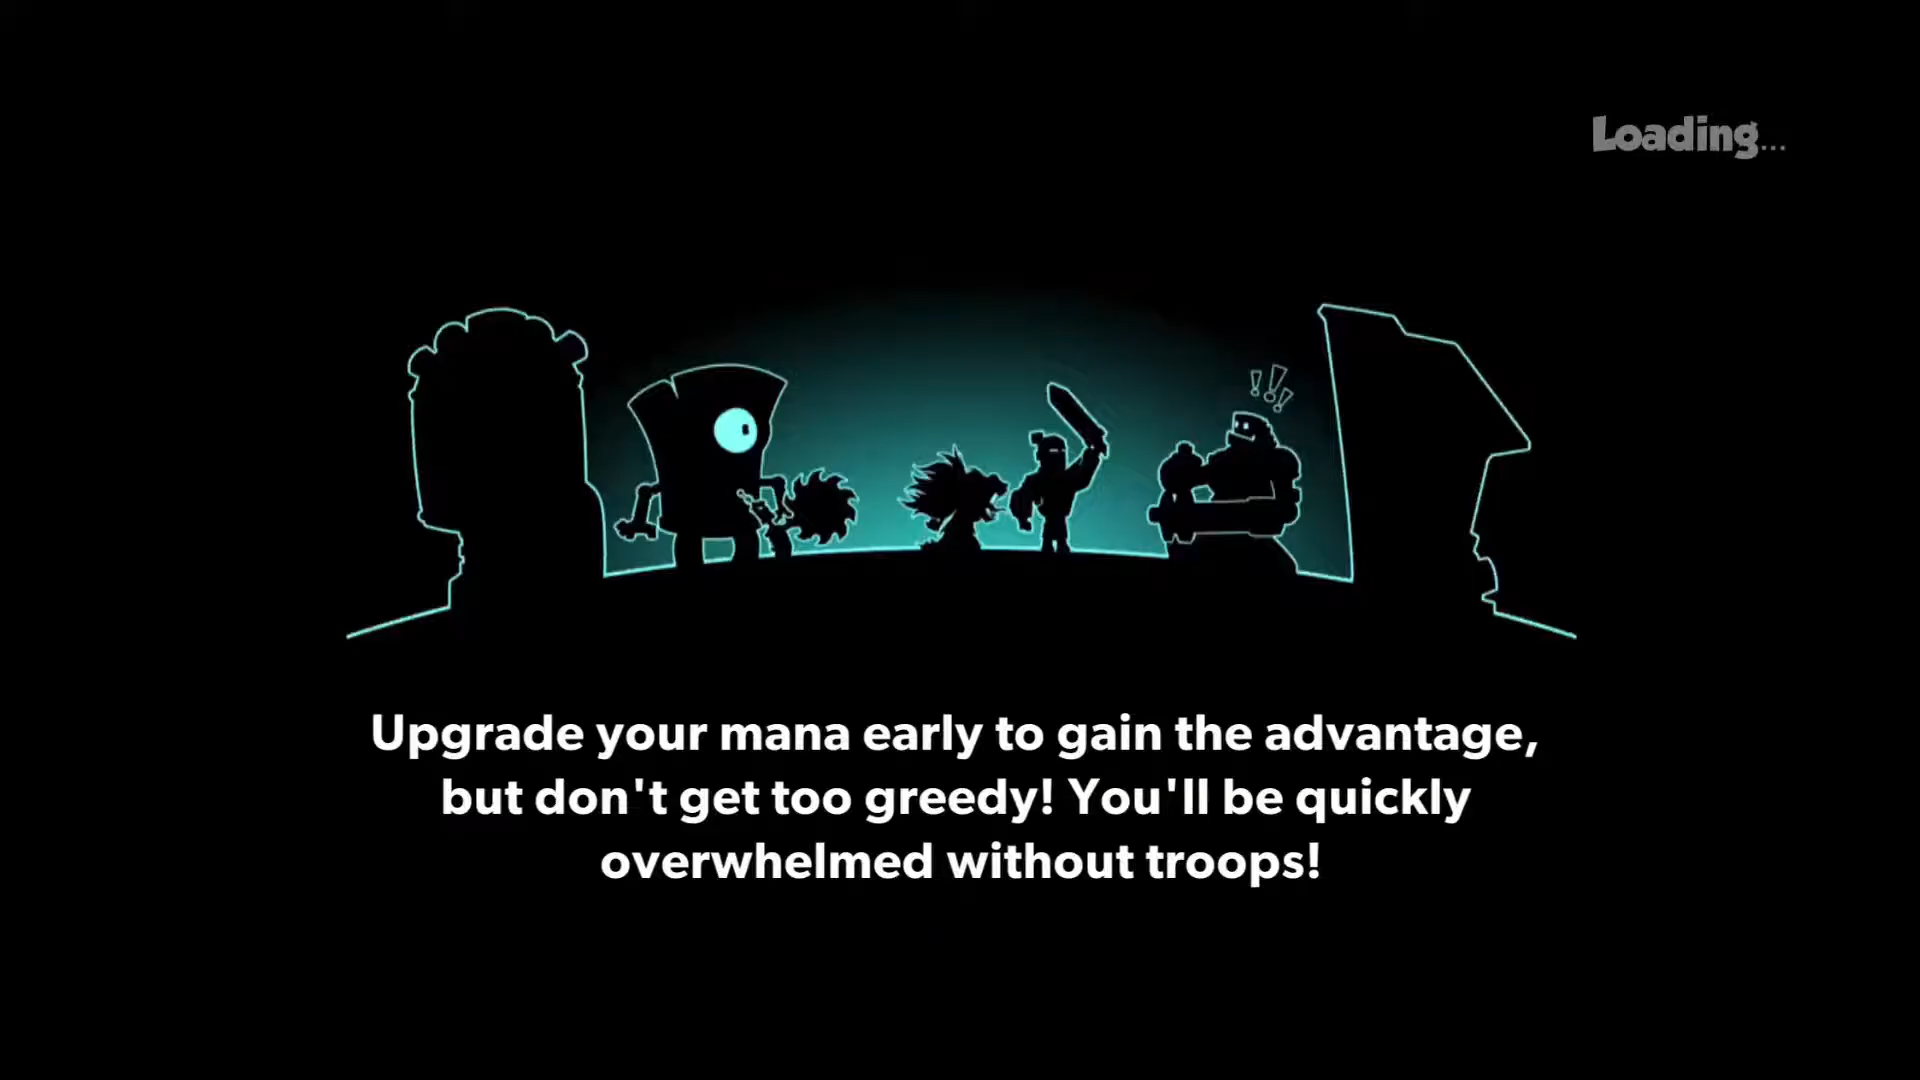 Loading...
!!!
Upgrade your mana early to gain the advantage,
but don't get too greedy! You'll be quickly
overwhelmed without troops!